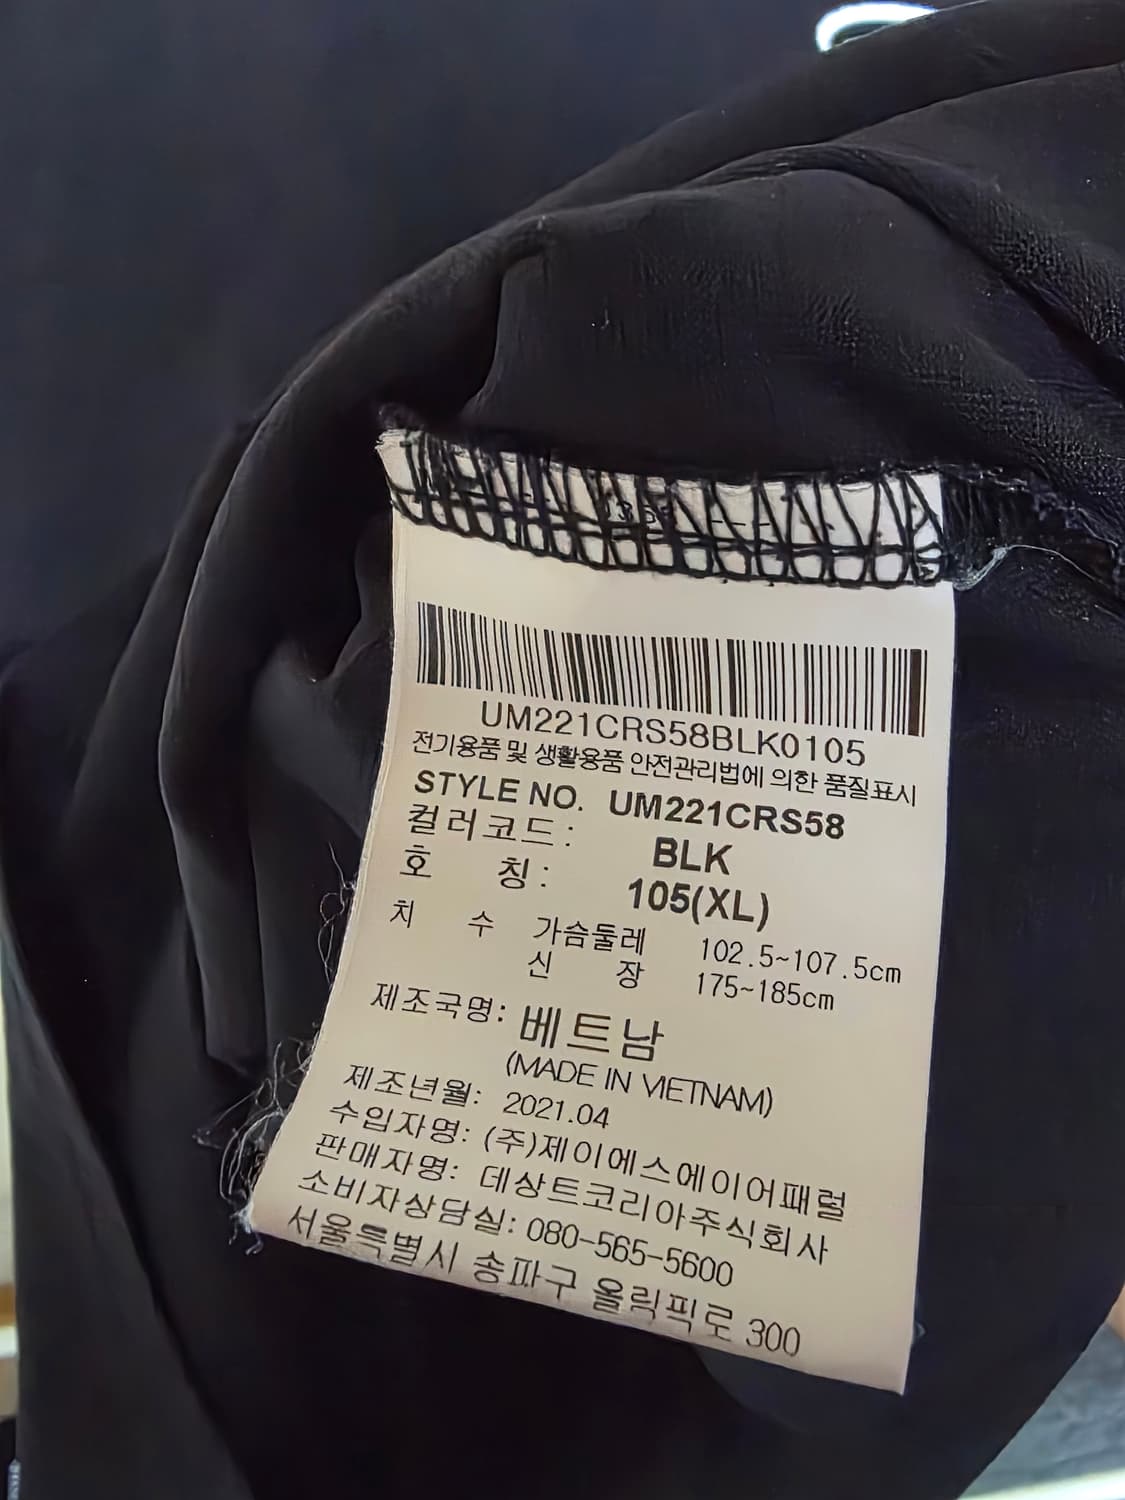 UM221CRS58BLK0105
전기용품 및 생활용품 안전관리법에 의한 품질표시
STYLE NO. UM221CRS58
컬러코드: BLK
호 칭: 105(XL)
치 수 가슴둘레 102.5~107.5cm
신 장 175~185cm
제조국명: 베트남
(MADE IN VIETNAM)
제조년월: 2021.04
수입자명: (주)제이에스에이어패럴
판매자명: 데상트코리아주식회사
소비자상담실: 080-565-5600
서울특별시 송파구 올림픽로 300